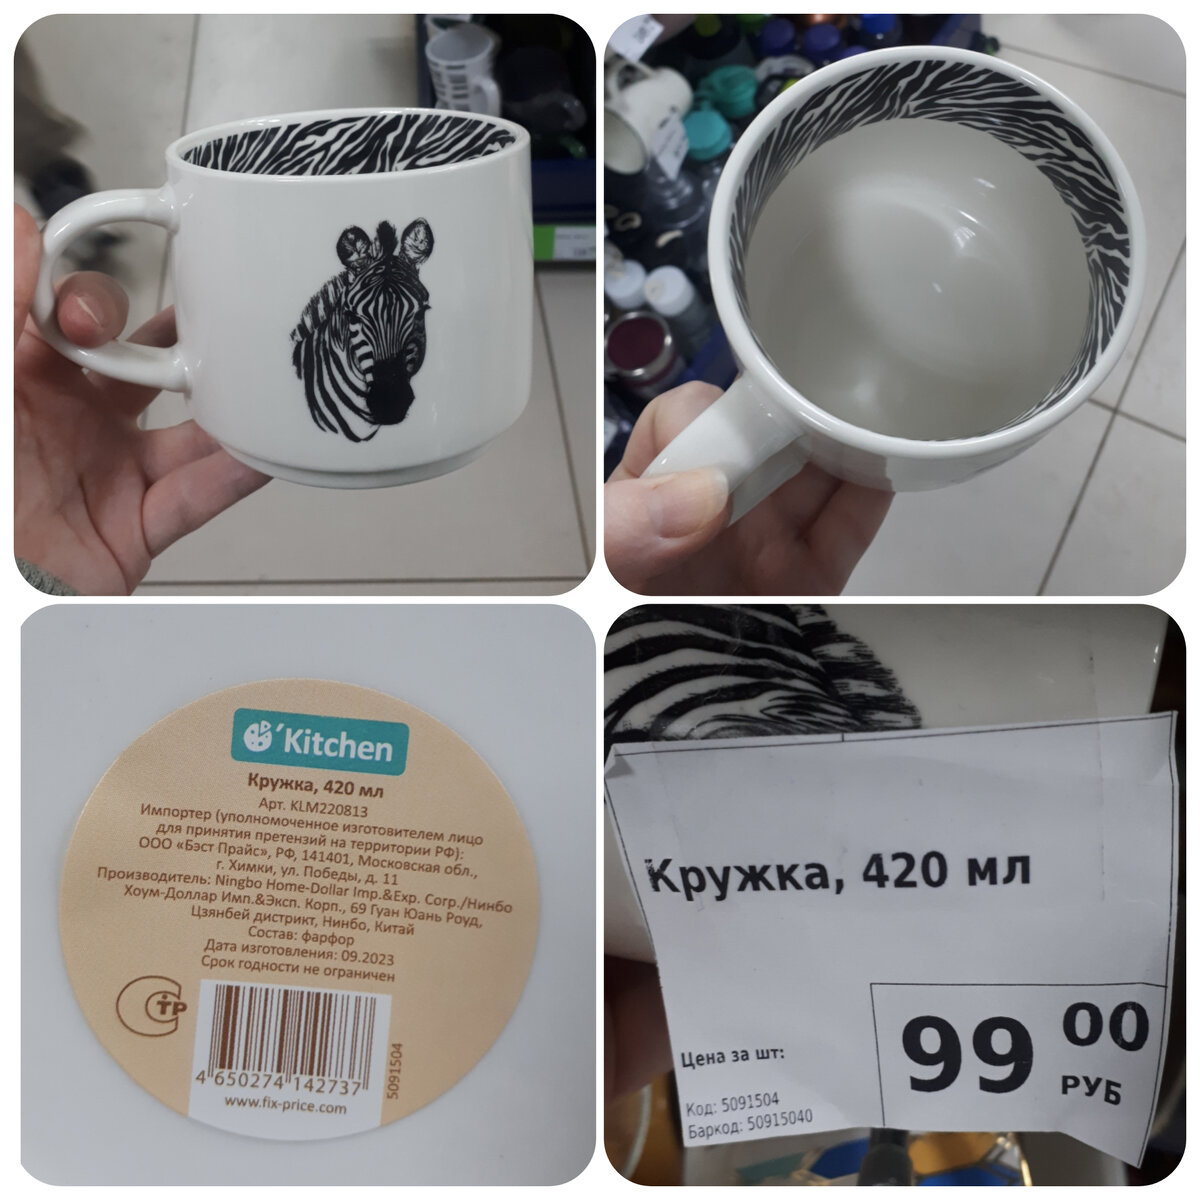 'Kitchen
Кружка, 420 мл
Арт. KLM220813
Импортер (уполномоченное изготовителем лицо
для принятия претензий на территории РФ):
ООО «Бэст Прайс», РФ, 141401, Московская обл.,
г. Химки, ул. Победы, д. 11
Производитель: Ningbo Home-Dollar Imp.&Exp. Corp./Нинбо
Хоум-Доллар Имп.&Эксп. Корп., 69 Гуан Юань Роуд,
Цзянбей дистрикт, Нинбо, Китай
Состав: фарфор
Дата изготовления: 09.2023
Срок годности не ограничен
СТР
4 650274 142737
5091504
www.fix-price.com
Кружка, 420 мл
99 00
РУБ
Цена за шт:
Код: 5091504
Баркод: 50915040